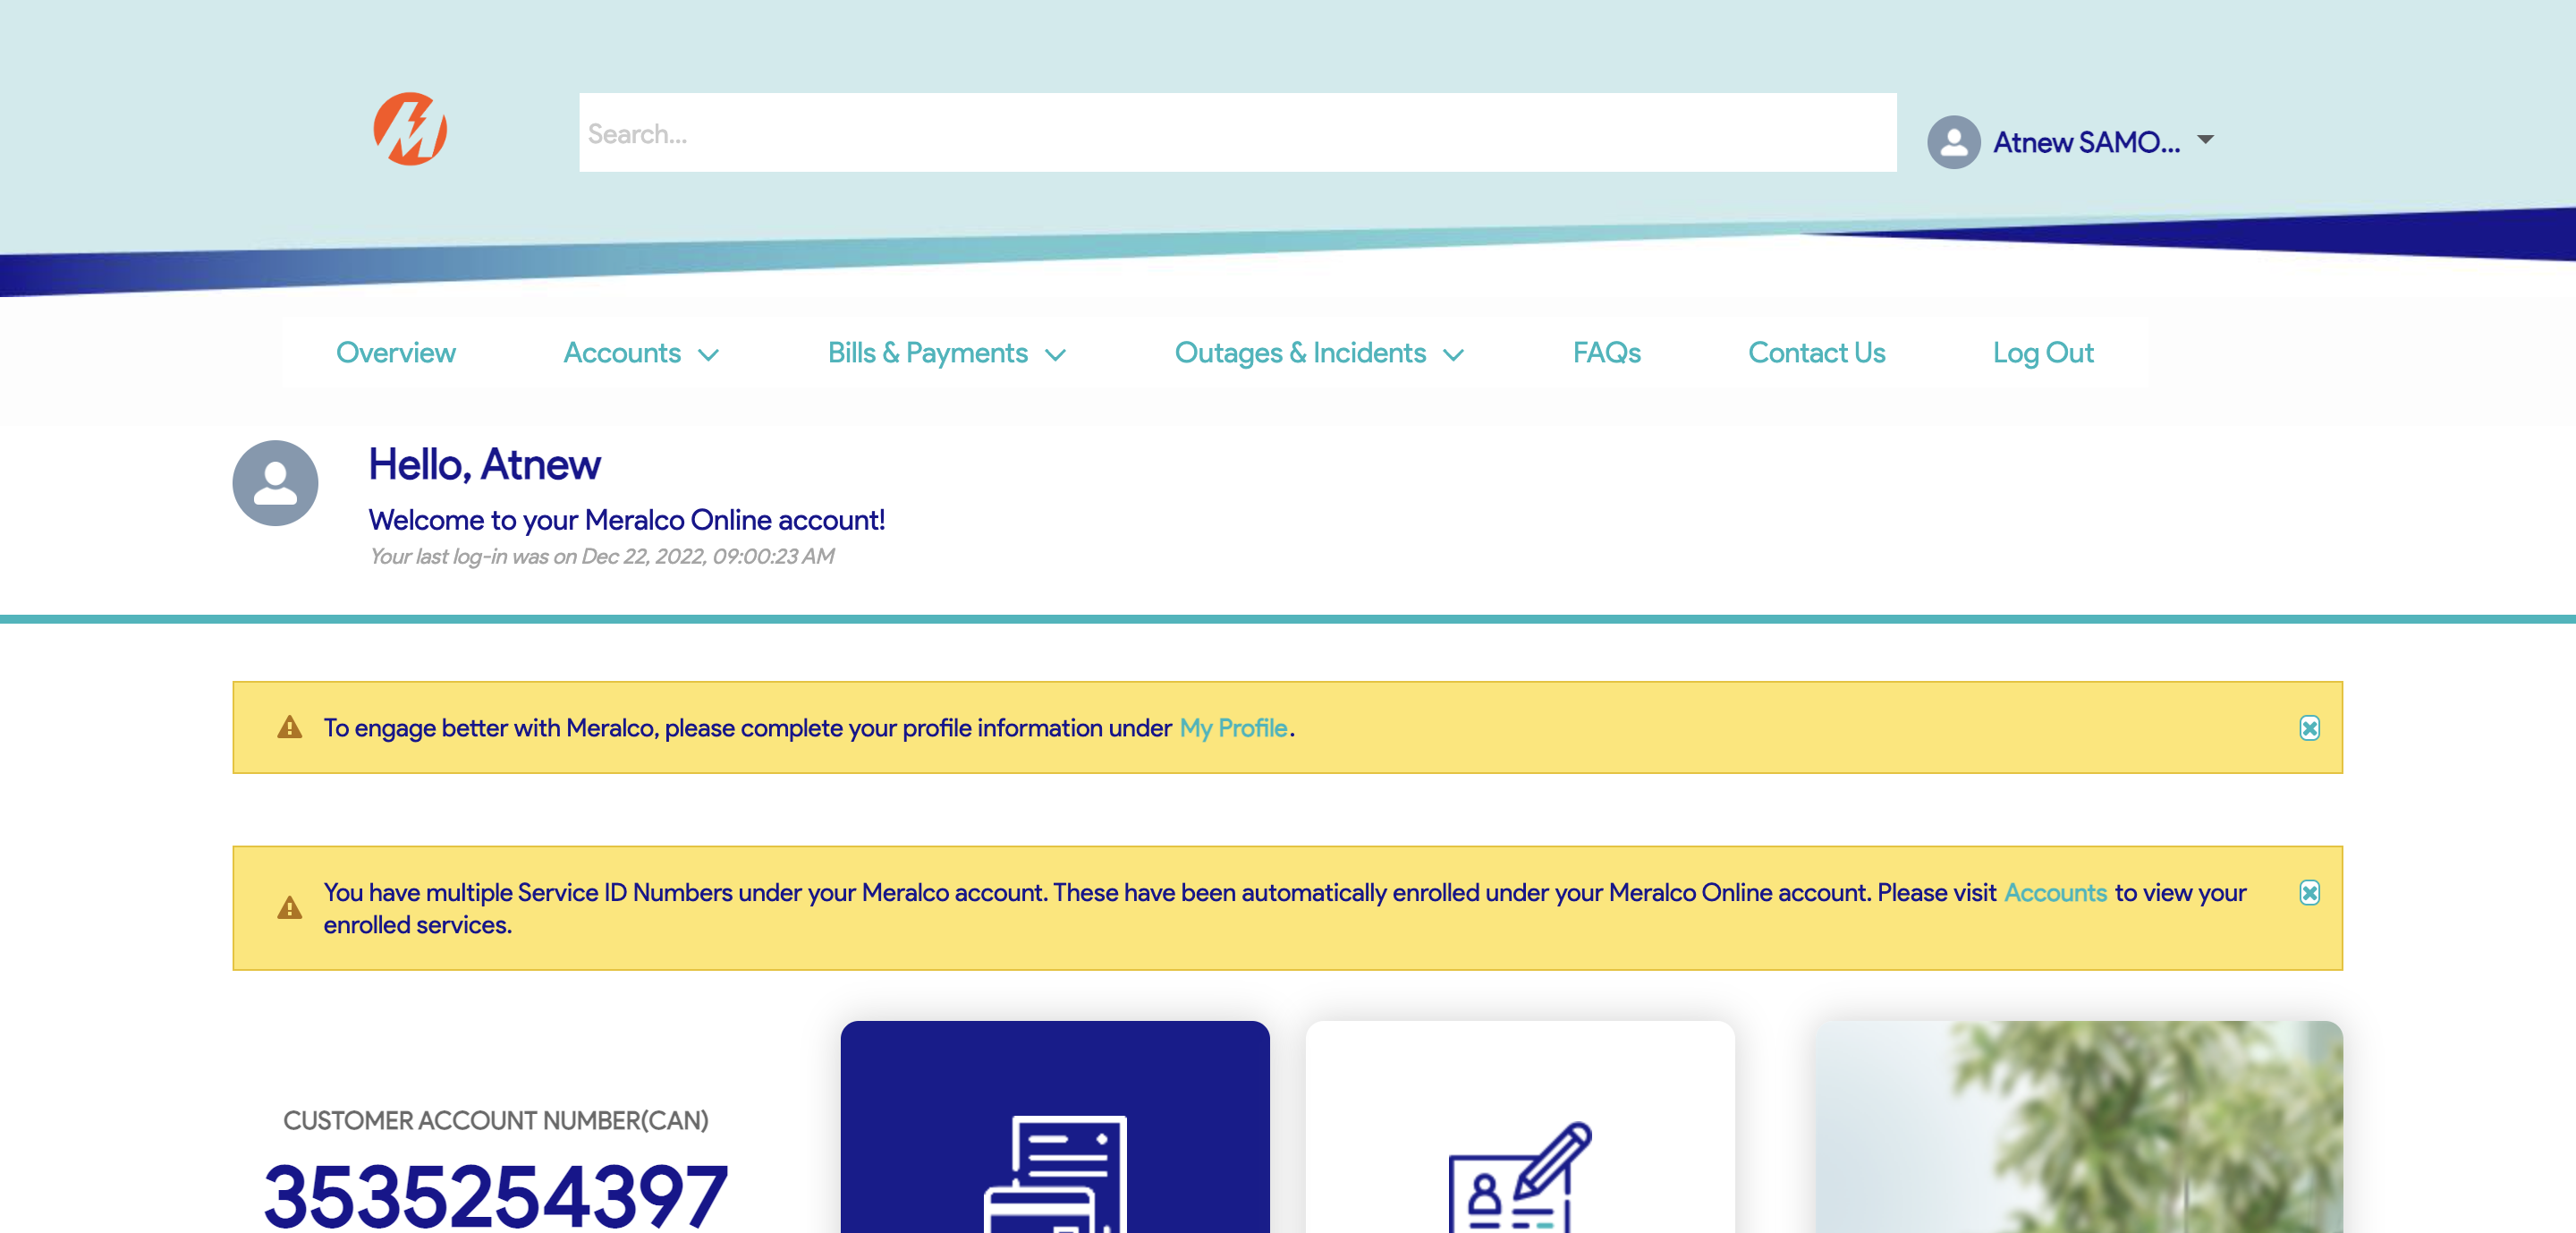 Search...
Atnew SAMO...
Overview
Accounts
Bills & Payments
Outages & Incidents
FAQs
Contact Us
Log Out
Hello, Atnew
Welcome to your Meralco Online account!
Your last log-in was on Dec 22, 2022, 09:00:23 AM
To engage better with Meralco, please complete your profile information under My Profile.
You have multiple Service ID Numbers under your Meralco account. These have been automatically enrolled under your Meralco Online account. Please visit Accounts to view your
enrolled services.
CUSTOMER ACCOUNT NUMBER(CAN)
3535254397